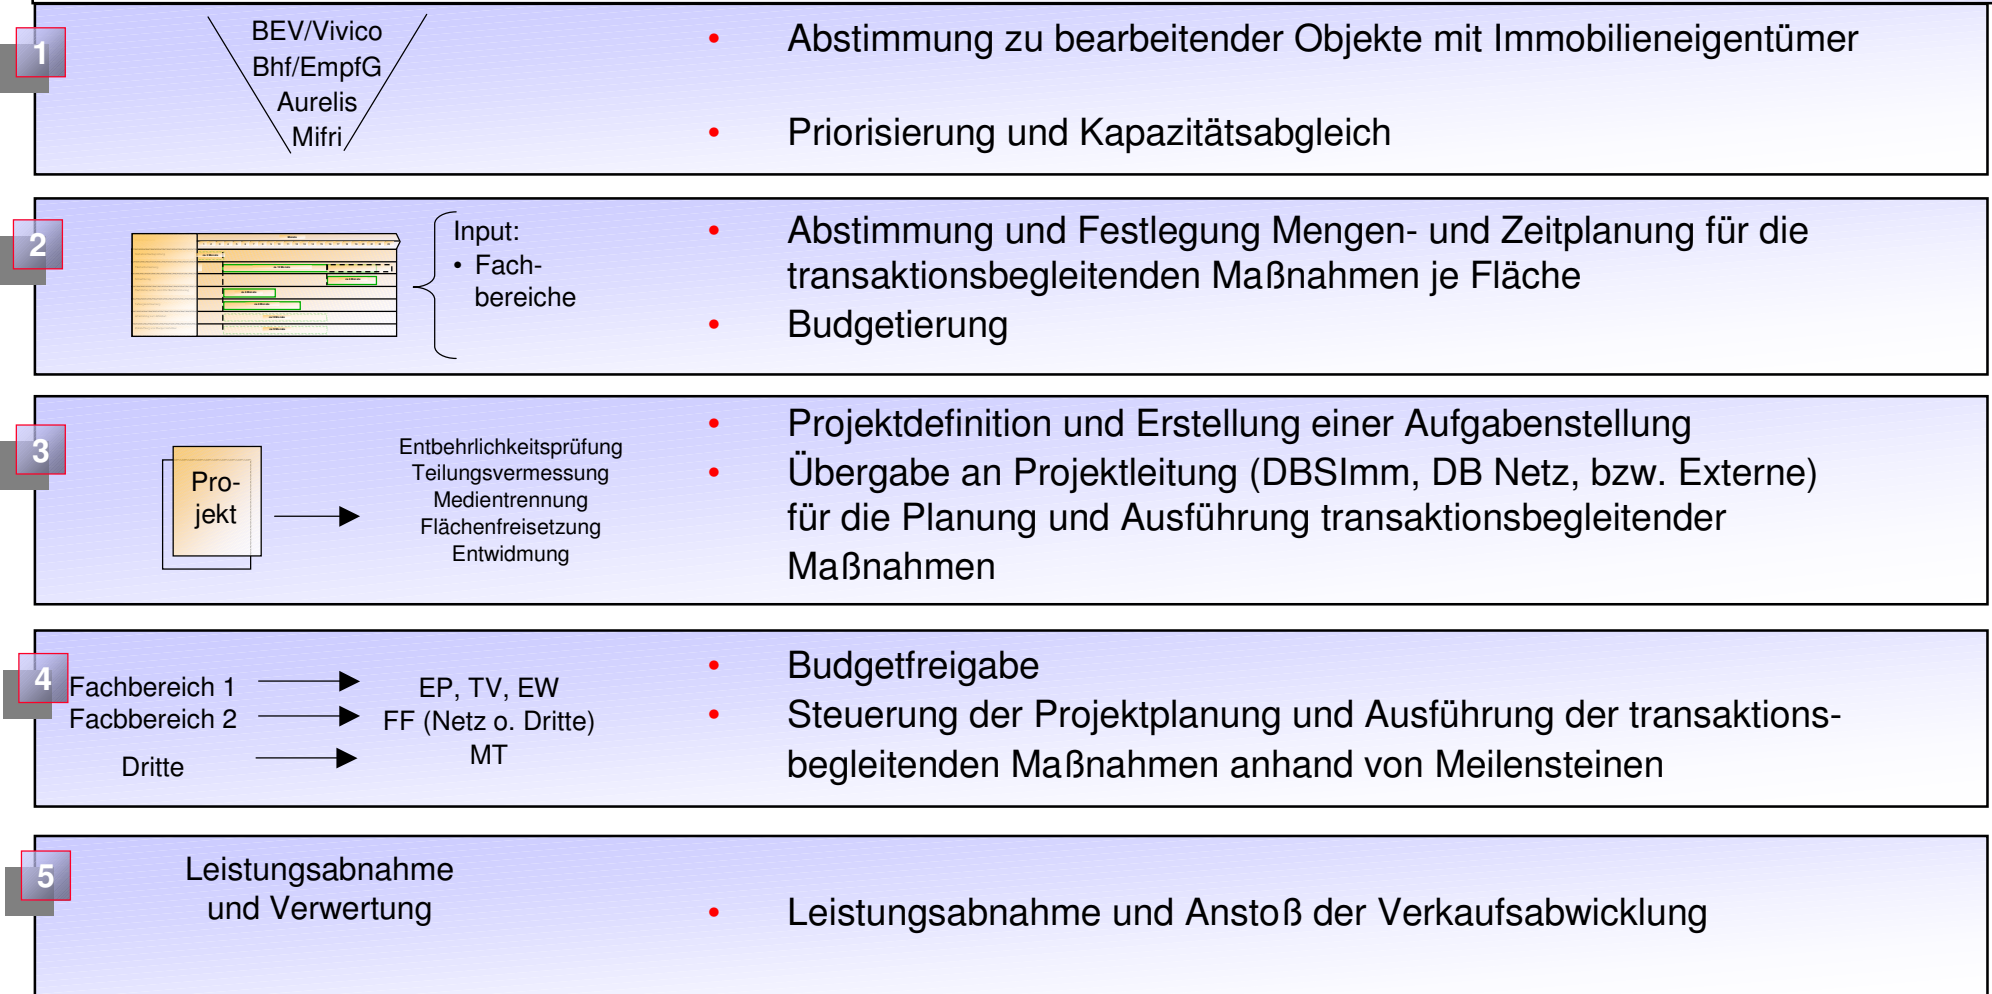 1
BEV/Vivico
Bhf/EmpfG
Aurelis
Mifri
• Abstimmung zu bearbeitender Objekte mit Immobilieneigentümer
• Priorisierung und Kapazitätsabgleich
2
Input:
• Fach-
bereiche
• Abstimmung und Festlegung Mengen- und Zeitplanung für die
transaktionsbegleitenden Maßnahmen je Fläche
• Budgetierung
3
Pro-
jekt
Entbehrlichkeitsprüfung
Teilungsvermessung
Medientrennung
Flächenfreisetzung
Entwidmung
• Projektdefinition und Erstellung einer Aufgabenstellung
• Übergabe an Projektleitung (DBSImm, DB Netz, bzw. Externe)
für die Planung und Ausführung transaktionsbegleitender
Maßnahmen
4
Fachbereich 1
EP, TV, EW
Facbbereich 2
FF (Netz o. Dritte)
Dritte
MT
• Budgetfreigabe
• Steuerung der Projektplanung und Ausführung der transaktions-
begleitenden Maßnahmen anhand von Meilensteinen
5
Leistungsabnahme
und Verwertung
• Leistungsabnahme und Anstoß der Verkaufsabwicklung